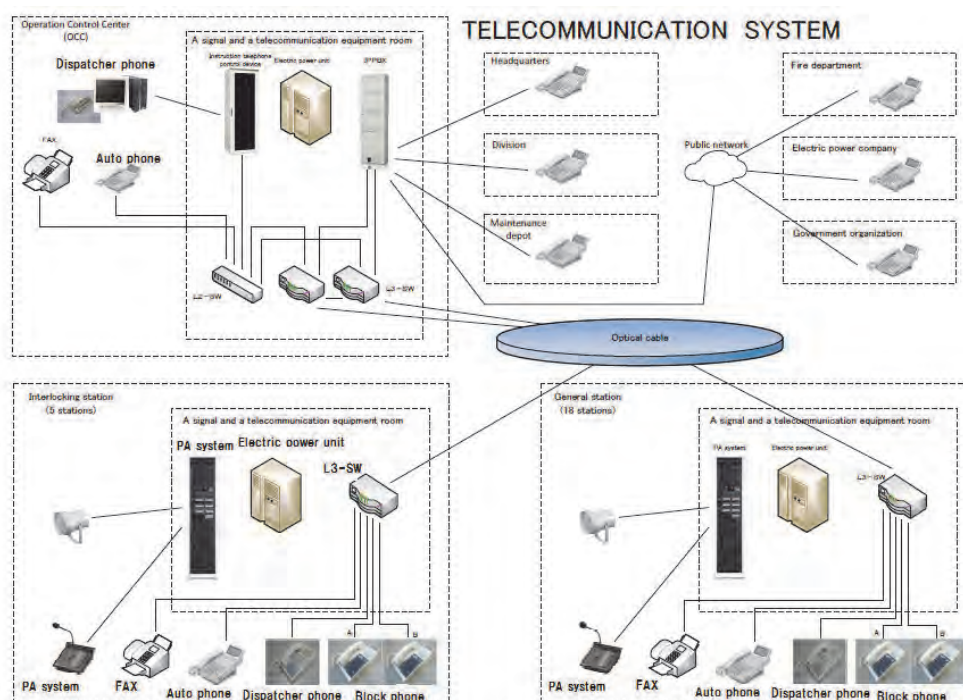 TELECOMMUNICATION SYSTEM
Operation Control Center
(OCC)
A signal and a telecommunication equipment room
Instruction telephone
control device
Electric power unit
IPPBX
Dispatcher phone
FAX
Auto phone
L2-SW
L3-SW
Headquarters
Division
Maintenance
depot
Public network
Fire department
Electric power company
Government organization
Optical cable
Interlocking station
(5 stations)
A signal and a telecommunication equipment room
PA system
Electric power unit
L3-SW
A
B
PA system
FAX
Auto phone
Dispatcher phone
Block phone
General station
(18 stations)
A signal and a telecommunication equipment room
PA system
Electric power unit
L3-SW
A
B
PA system
FAX
Auto phone
Dispatcher phone
Block phone